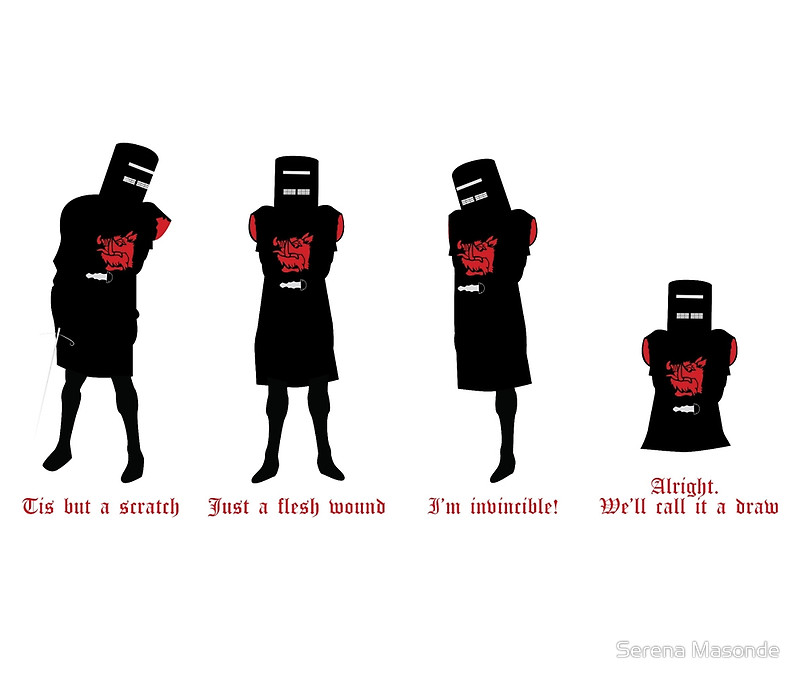 Tis but a scratch
Just a flesh wound
I'm invincible!
Alright.
We'll call it a draw
Serena Masonde